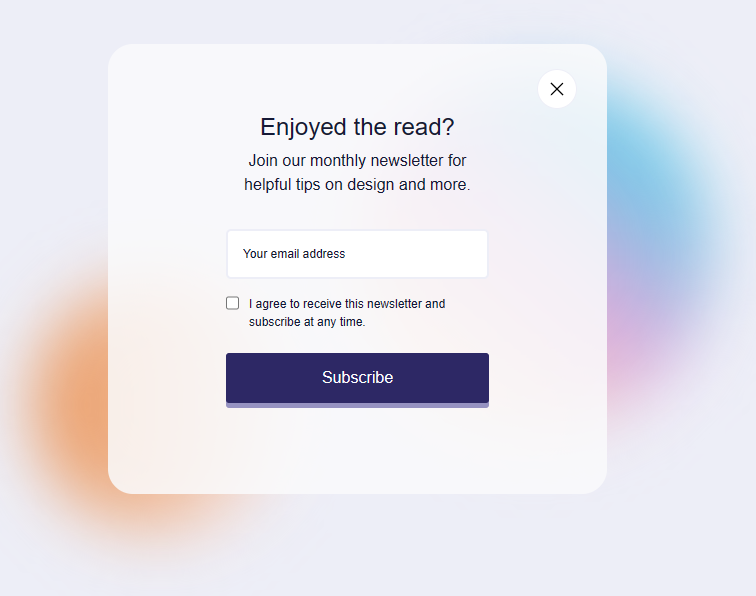 Enjoyed the read?
Join our monthly newsletter for
helpful tips on design and more.
Your email address
I agree to receive this newsletter and
subscribe at any time.
Subscribe